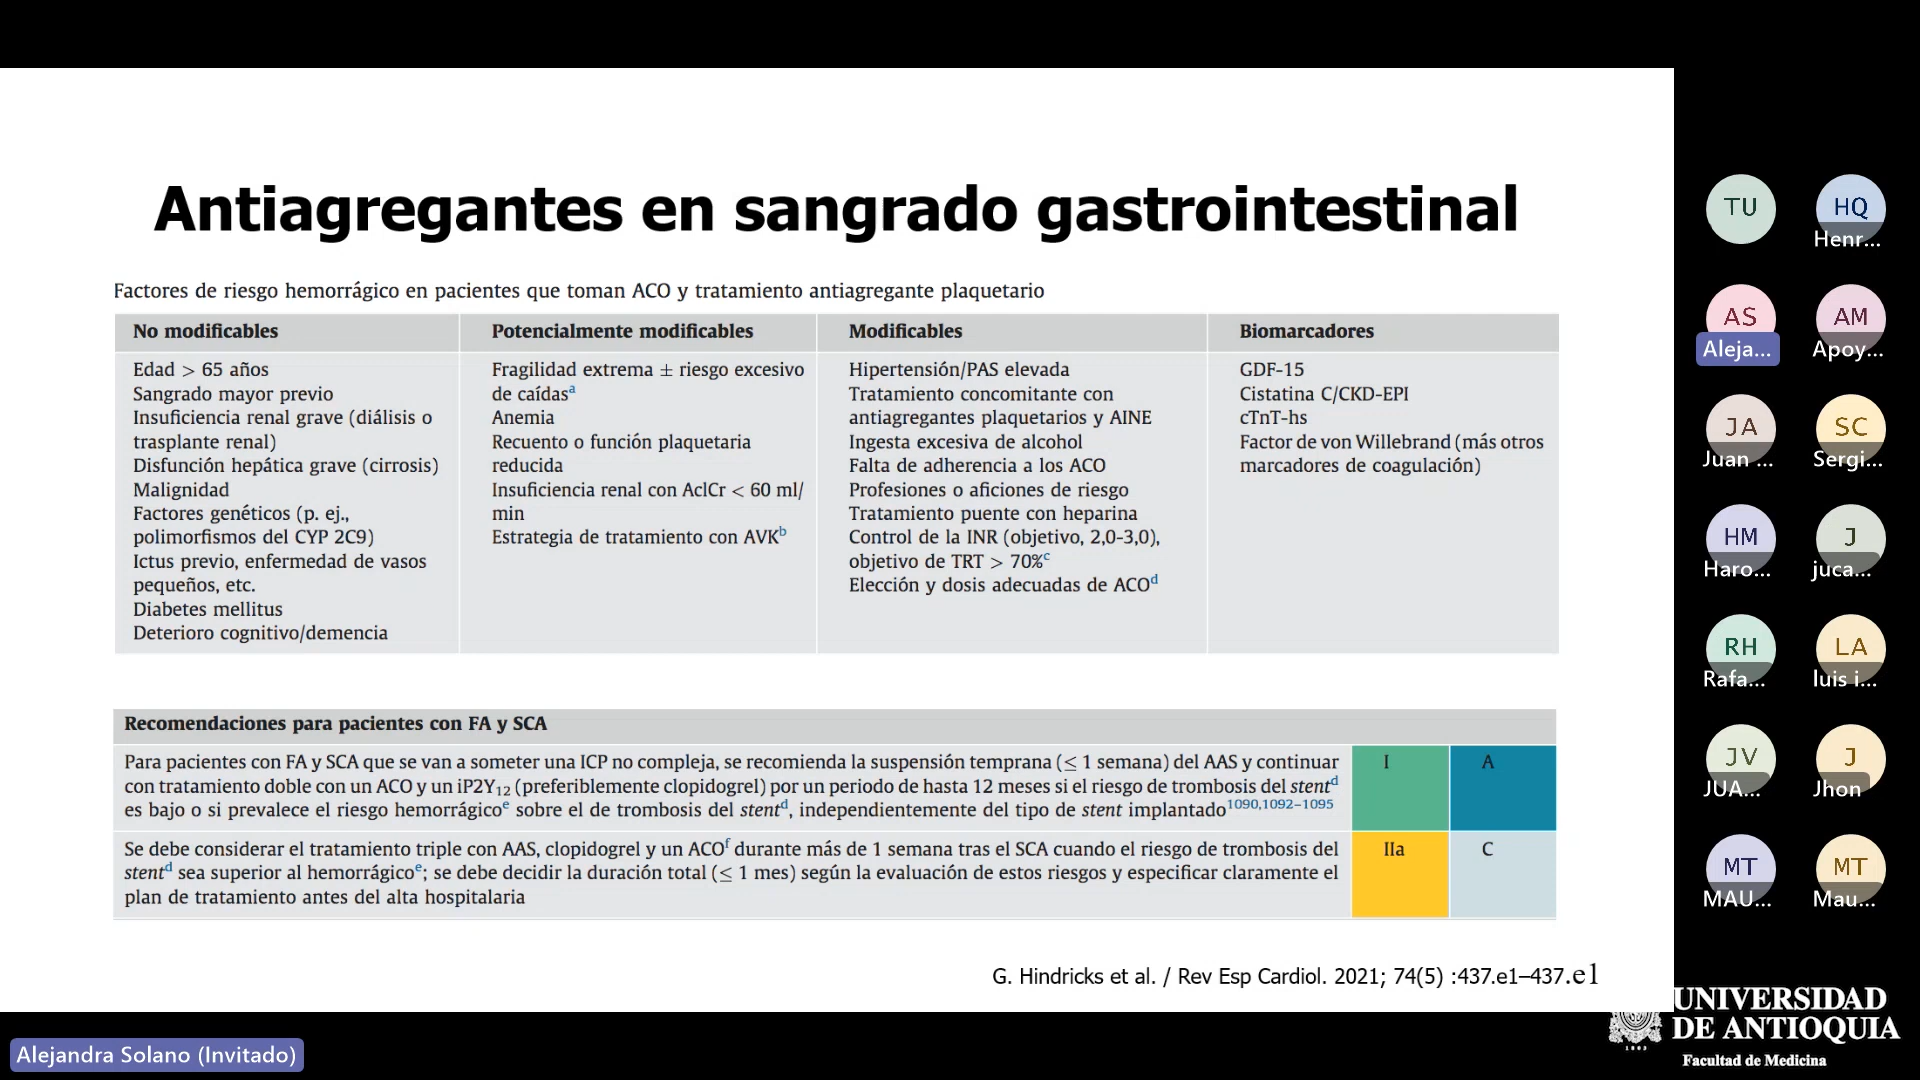 Antiagregantes en sangrado gastrointestinal
Factores de riesgo hemorrágico en pacientes que toman ACO y tratamiento antiagregante plaquetario
No modificables
Edad > 65 años
Sangrado mayor previo
Insuficiencia renal grave (diálisis o
trasplante renal)
Disfunción hepática grave (cirrosis)
Malignidad
Factores genéticos (p. ej.,
polimorfismos del CYP 2C9)
Ictus previo, enfermedad de vasos
pequeños, etc.
Diabetes mellitus
Deterioro cognitivo/demencia
Potencialmente modificables
Fragilidad extrema ± riesgo excesivo
de caídasa
Anemia
Recuento o función plaquetaria
reducida
Insuficiencia renal con AclCr < 60 ml/
min
Estrategia de tratamiento con AVKb
Modificables
Hipertensión/PAS elevada
Tratamiento concomitante con
antiagregantes plaquetarios y AINE
Ingesta excesiva de alcohol
Falta de adherencia a los ACO
Profesiones o aficiones de riesgo
Tratamiento puente con heparina
Control de la INR (objetivo, 2,0-3,0),
objetivo de TRT > 70%c
Elección y dosis adecuadas de ACOd
Biomarcadores
GDF-15
Cistatina C/CKD-EPI
cTnT-hs
Factor de von Willebrand (más otros
marcadores de coagulación)
Recomendaciones para pacientes con FA y SCA
Para pacientes con FA y SCA que se van a someter una ICP no compleja, se recomienda la suspensión temprana (≤ 1 semana) del AAS y continuar
con tratamiento doble con un ACO y un iP2Y12 (preferiblemente clopidogrel) por un periodo de hasta 12 meses si el riesgo de trombosis del stentd
es bajo o si prevalece el riesgo hemorrágicoe sobre el de trombosis del stentd, independientemente del tipo de stent implantado1090,1092–1095
I
A
Se debe considerar el tratamiento triple con AAS, clopidogrel y un ACOf durante más de 1 semana tras el SCA cuando el riesgo de trombosis del
stentd sea superior al hemorrágicoe; se debe decidir la duración total (≤ 1 mes) según la evaluación de estos riesgos y especificar claramente el
plan de tratamiento antes del alta hospitalaria
IIa
C
G. Hindricks et al. / Rev Esp Cardiol. 2021; 74(5) :437.e1–437.e1
TU
HQ
Henr...
AS
Aleja...
AM
Apoy...
JA
Juan ...
SC
Sergi...
HM
Haro...
J
juca...
RH
Rafa...
LA
luis i...
JV
JUA...
J
Jhon
MT
MAU...
MT
Mau...
UNIVERSIDAD
DE ANTIOQUIA
1803
Facultad de Medicina
Alejandra Solano (Invitado)